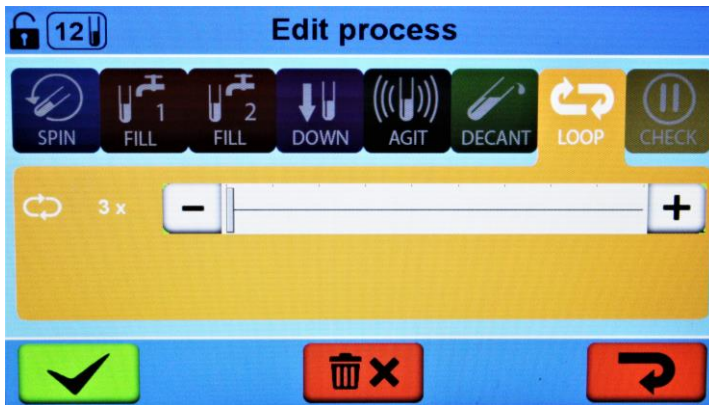 12 Edit process
1 2
SPIN FILL FILL DOWN AGIT DECANT LOOP CHECK
3 x - +